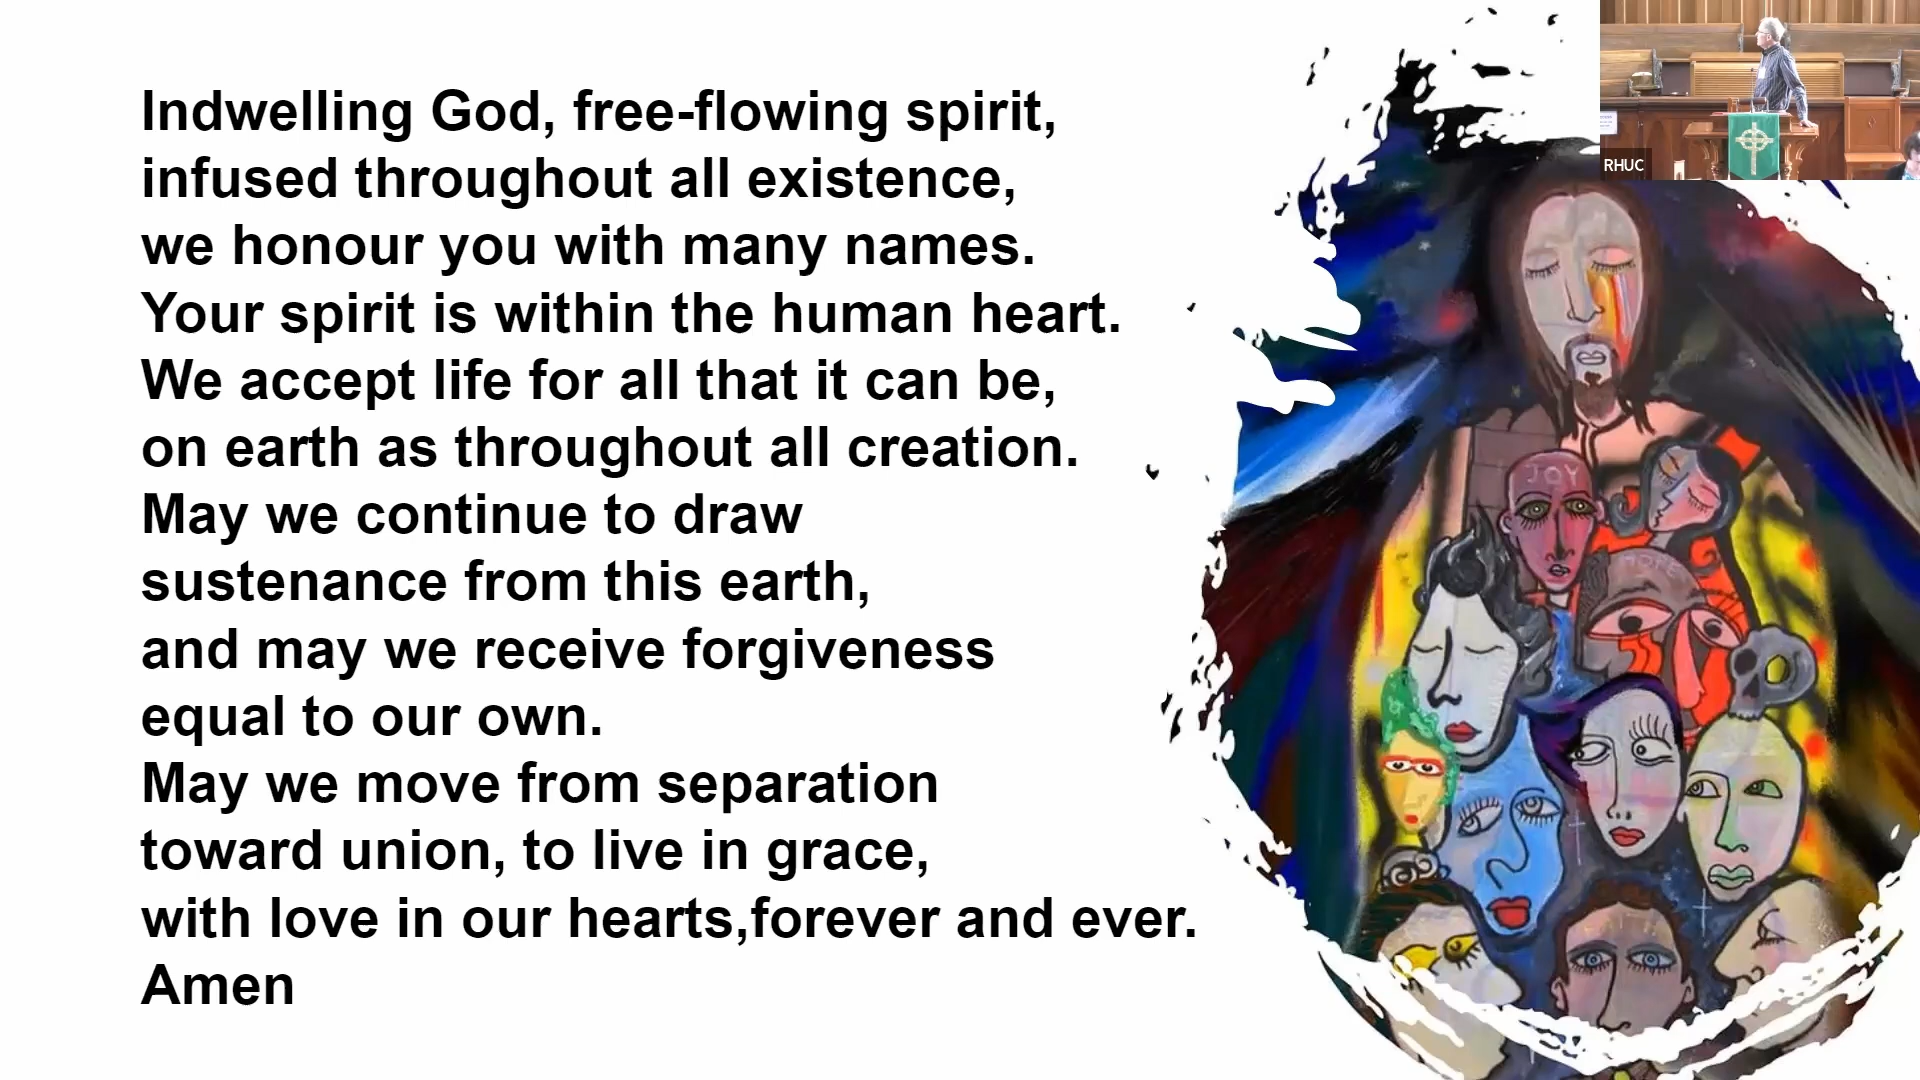 Indwelling God, free-flowing spirit,
infused throughout all existence,
we honour you with many names.
Your spirit is within the human heart.
We accept life for all that it can be,
on earth as throughout all creation.
May we continue to draw
sustenance from this earth,
and may we receive forgiveness
equal to our own.
May we move from separation
toward union, to live in grace,
with love in our hearts,forever and ever.
Amen
RHUC
JOY
HOPE